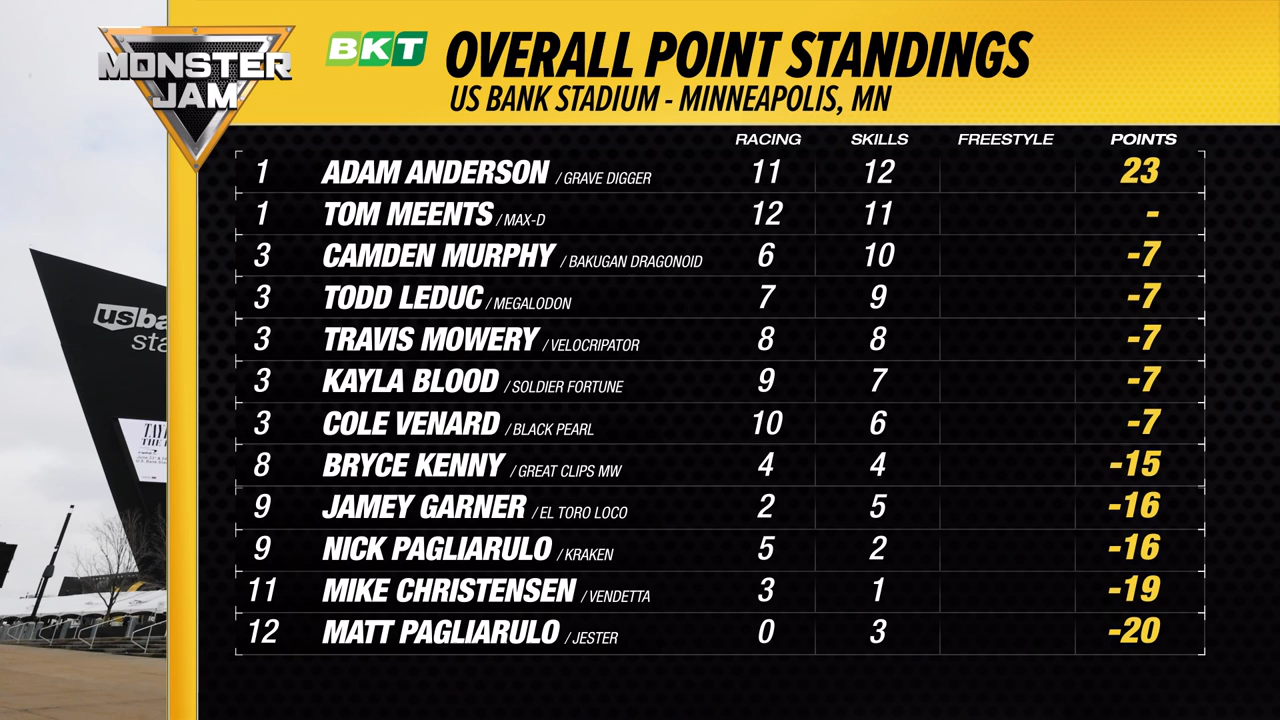 MONSTER JAM
BKT OVERALL POINT STANDINGS
US BANK STADIUM - MINNEAPOLIS, MN
RACING SKILLS FREESTYLE POINTS
1 ADAM ANDERSON / GRAVE DIGGER 11 12 23
1 TOM MEENTS / MAX-D 12 11 -
3 CAMDEN MURPHY / BAKUGAN DRAGONOID 6 10 -7
3 TODD LEDUC / MEGALODON 7 9 -7
3 TRAVIS MOWERY / VELOCRIPATOR 8 8 -7
3 KAYLA BLOOD / SOLDIER FORTUNE 9 7 -7
3 COLE VENARD / BLACK PEARL 10 6 -7
8 BRYCE KENNY / GREAT CLIPS MW 4 4 -15
9 JAMEY GARNER / EL TORO LOCO 2 5 -16
9 NICK PAGLIARULO / KRAKEN 5 2 -16
11 MIKE CHRISTENSEN / VENDETTA 3 1 -19
12 MATT PAGLIARULO / JESTER 0 3 -20
usba
sta
TAY
THE